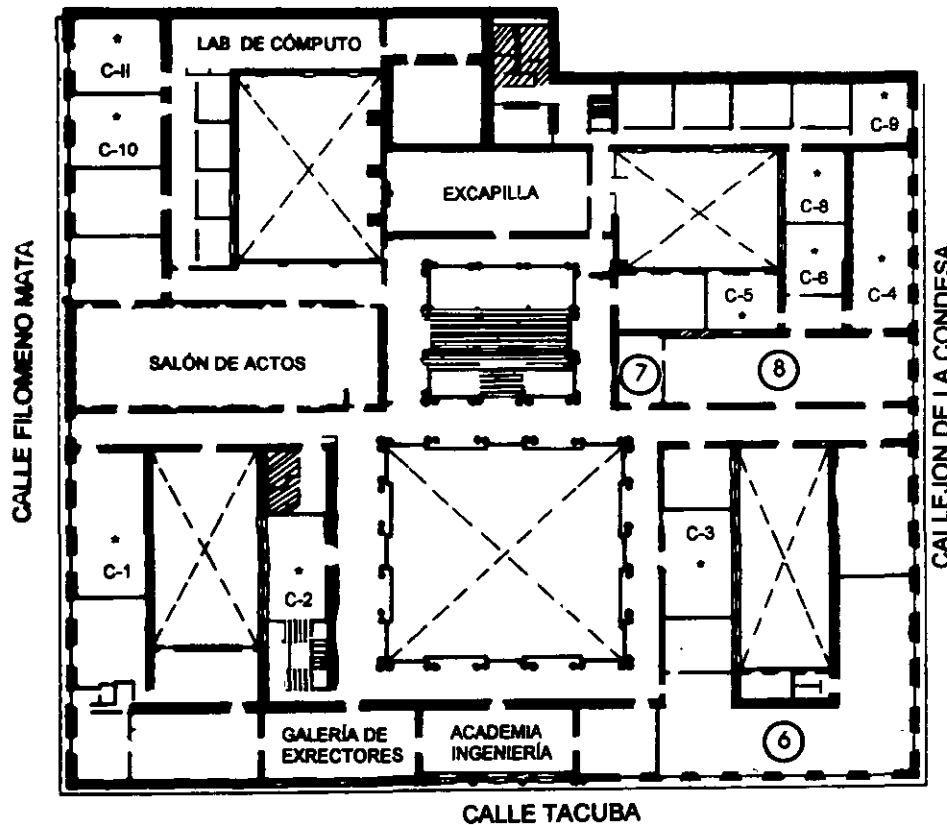 LAB DE CÓMPUTO
* C-II
* C-10
* C-9
EXCAPILLA
* C-8
* C-6
* C-4
C-5 *
SALÓN DE ACTOS
7
8
CALLE FILOMENO MATA
CALLEJON DE LA CONDESA
* C-1
* C-2
C-3 *
GALERÍA DE
EXRECTORES
ACADEMIA
INGENIERÍA
6
CALLE TACUBA